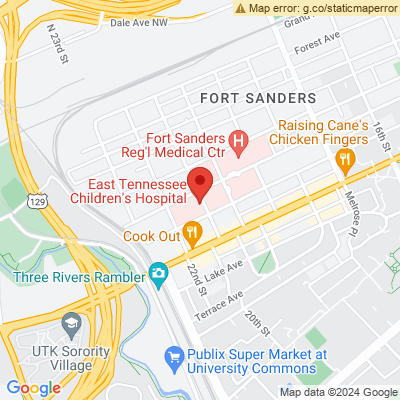 Map error: g.co/staticmaperror
Grand
Dale Ave NW
N 23rd St
Forest Ave
FORT SANDERS
16th St
Fort Sanders
Reg'l Medical Ctr
Raising Cane's
Chicken Fingers
East Tennessee
Children's Hospital
129
Melrose Pl
Cook Out
Three Rivers Rambler
Lake Ave
22nd St
Terrace Ave
20th St
UTK Sorority
Village
Publix Super Market at
University Commons
Google
Map data ©2024 Google